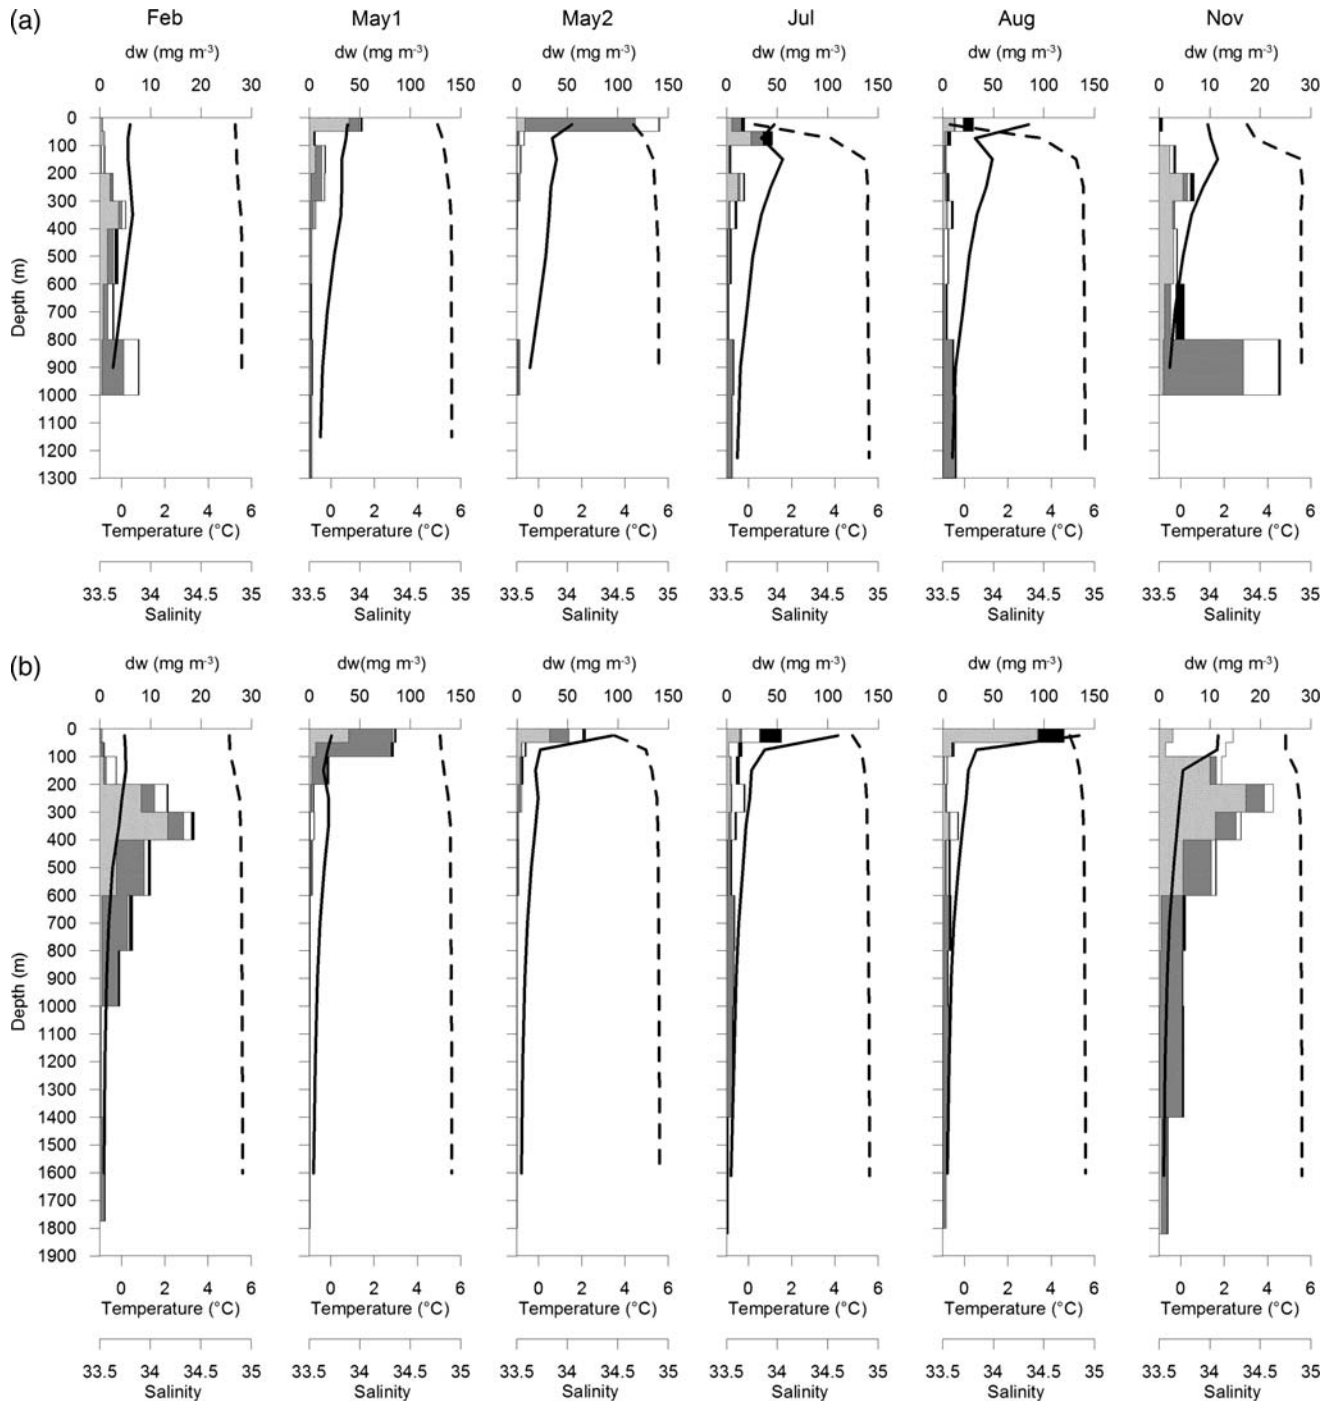 (a) Feb May1 May2 Jul Aug Nov
dw (mg m-3) dw (mg m-3) dw (mg m-3) dw (mg m-3) dw (mg m-3) dw (mg m-3)
0 10 20 30 0 50 100 150 0 50 100 150 0 50 100 150 0 50 100 150 0 10 20 30
0
100
200
300
400
500
600
700
800
900
1000
1100
1200
1300
Depth (m)
0 2 4 6 0 2 4 6 0 2 4 6 0 2 4 6 0 2 4 6 0 2 4 6
Temperature (°C) Temperature (°C) Temperature (°C) Temperature (°C) Temperature (°C) Temperature (°C)
33.5 34 34.5 35 33.5 34 34.5 35 33.5 34 34.5 35 33.5 34 34.5 35 33.5 34 34.5 35 33.5 34 34.5 35
Salinity Salinity Salinity Salinity Salinity Salinity
(b) dw (mg m-3) dw(mg m-3) dw (mg m-3) dw (mg m-3) dw (mg m-3) dw (mg m-3)
0 10 20 30 0 50 100 150 0 50 100 150 0 50 100 150 0 50 100 150 0 10 20 30
0
100
200
300
400
500
600
700
800
900
1000
1100
1200
1300
1400
1500
1600
1700
1800
1900
Depth (m)
0 2 4 6 0 2 4 6 0 2 4 6 0 2 4 6 0 2 4 6 0 2 4 6
Temperature (°C) Temperature (°C) Temperature (°C) Temperature (°C) Temperature (°C) Temperature (°C)
33.5 34 34.5 35 33.5 34 34.5 35 33.5 34 34.5 35 33.5 34 34.5 35 33.5 34 34.5 35 33.5 34 34.5 35
Salinity Salinity Salinity Salinity Salinity Salinity